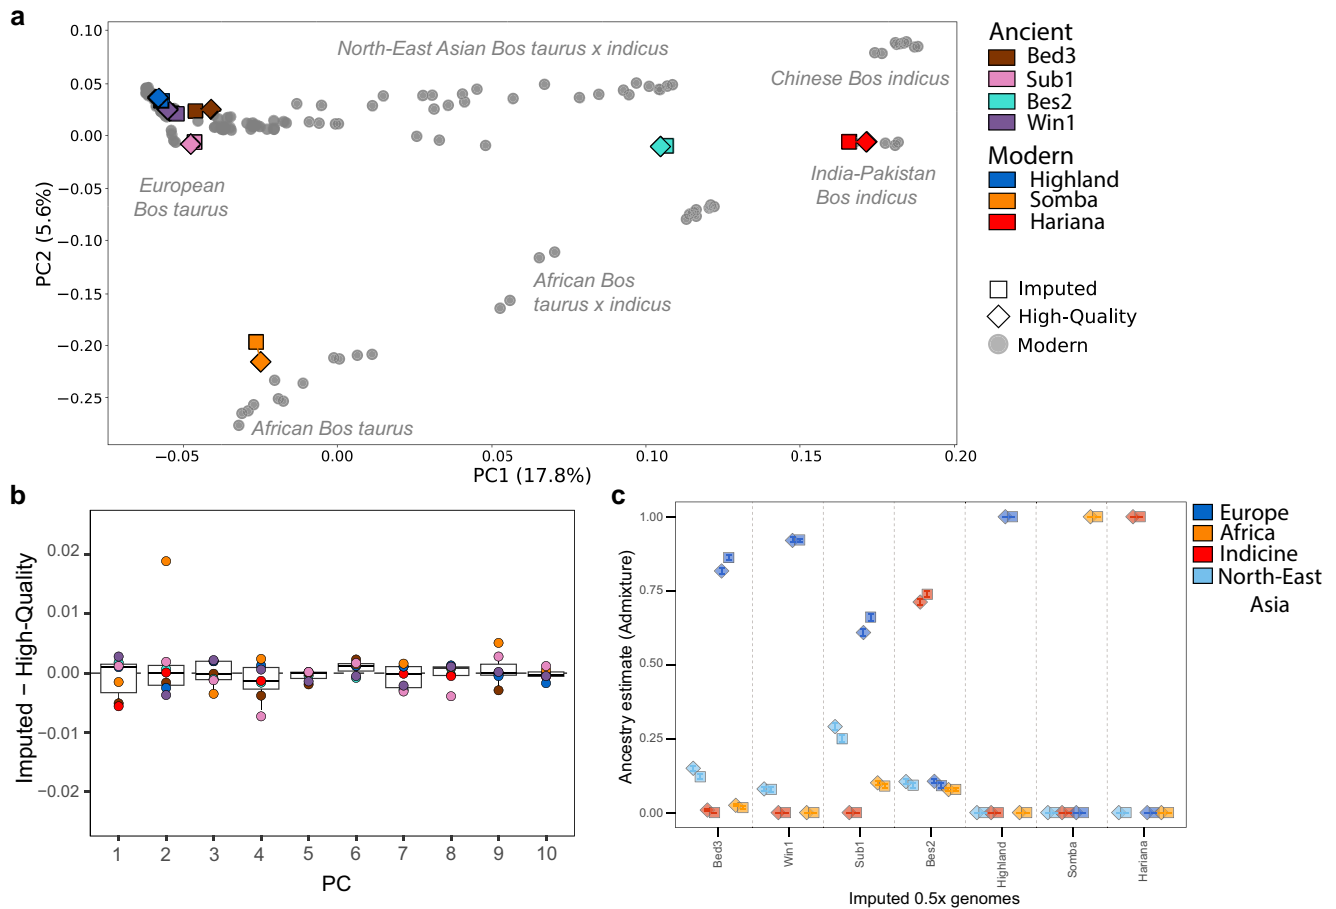 a
0.10
0.05
0.00
−0.05
−0.10
−0.15
−0.20
−0.25
PC2 (5.6%)
North-East Asian Bos taurus x indicus
Chinese Bos indicus
European
Bos taurus
India-Pakistan
Bos indicus
African Bos
taurus x indicus
African Bos taurus
−0.05
0.00
0.05
0.10
0.15
0.20
PC1 (17.8%)
Ancient
Bed3
Sub1
Bes2
Win1
Modern
Highland
Somba
Hariana
Imputed
High-Quality
Modern
b
0.02
0.01
0.00
−0.01
−0.02
Imputed − High-Quality
1
2
3
4
5
6
7
8
9
10
PC
c
1.00
0.75
0.50
0.25
0.00
Ancestry estimate (Admixture)
Bed3
Win1
Sub1
Bes2
Highland
Somba
Hariana
Imputed 0.5x genomes
Europe
Africa
Indicine
North-East
Asia